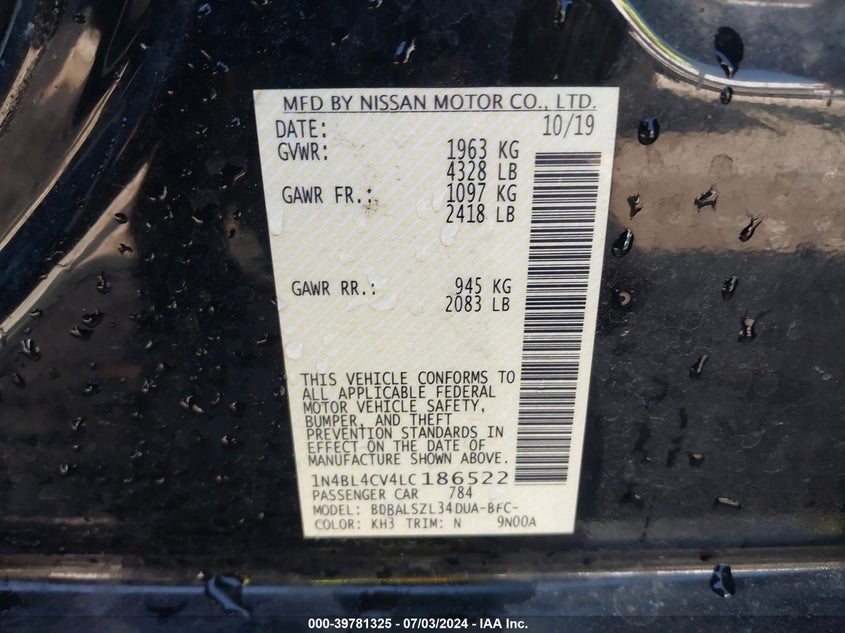 MFD BY NISSAN MOTOR CO., LTD.
DATE: 10/19
GVWR: 1963 KG
4328 LB
GAWR FR.: 1097 KG
2418 LB
GAWR RR.: 945 KG
2083 LB
THIS VEHICLE CONFORMS TO
ALL APPLICABLE FEDERAL
MOTOR VEHICLE SAFETY,
BUMPER, AND THEFT
PREVENTION STANDARDS IN
EFFECT ON THE DATE OF
MANUFACTURE SHOWN ABOVE.
1N4BL4CV4LC186522
PASSENGER CAR 784
MODEL: BDBALSZL34DUA-BFC-
COLOR: KH3 TRIM: N 9N00A
000-39781325 - 07/03/2024 - IAA Inc.